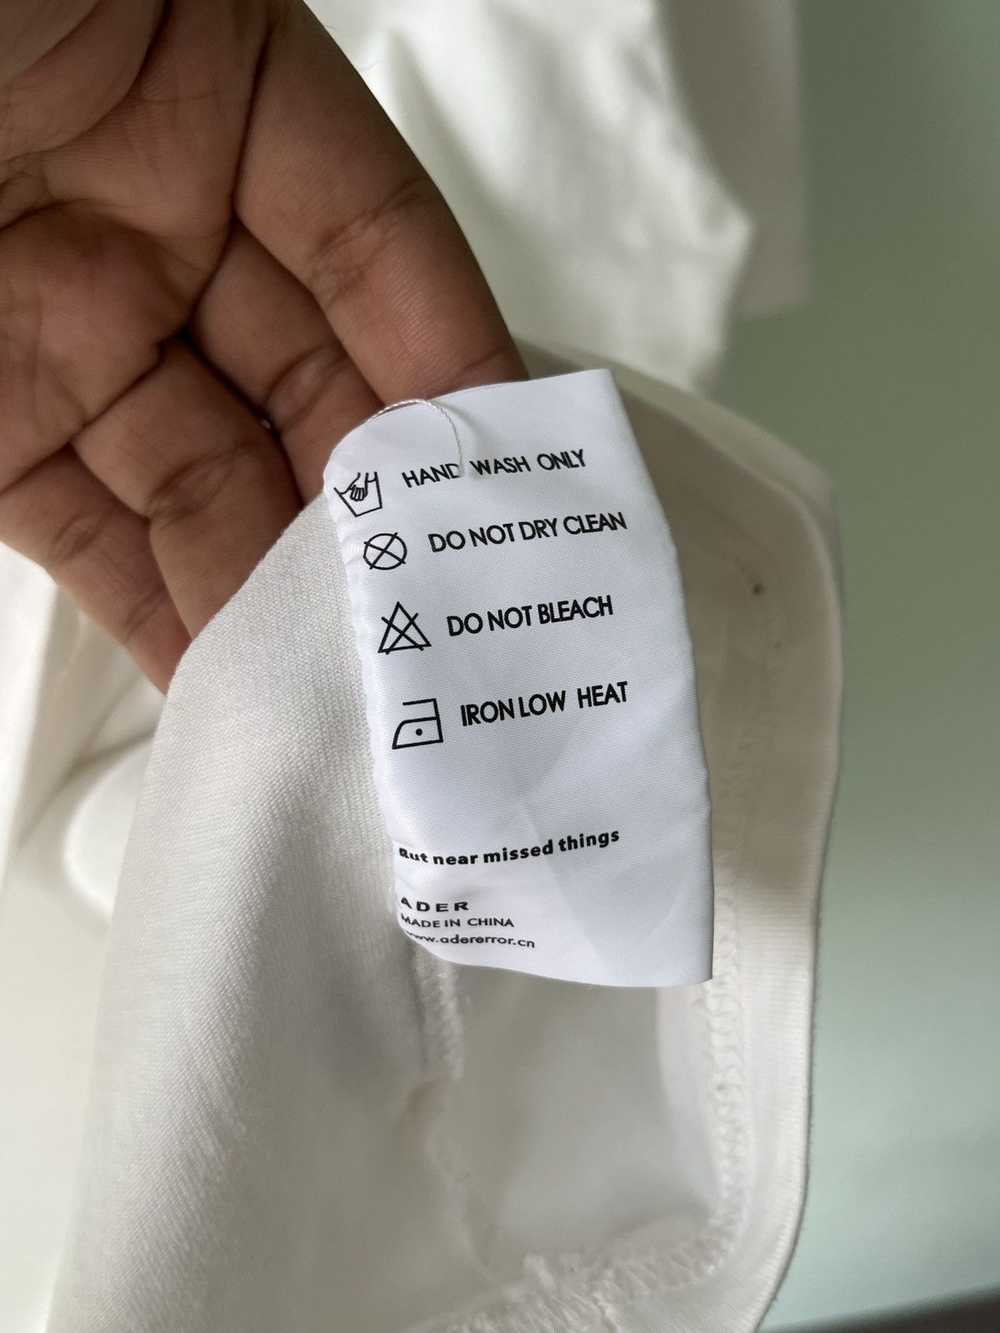 HAND WASH ONLY
DO NOT DRY CLEAN
DO NOT BLEACH
IRON LOW HEAT
But near missed things
ADER
MADE IN CHINA
www.adererror.cn